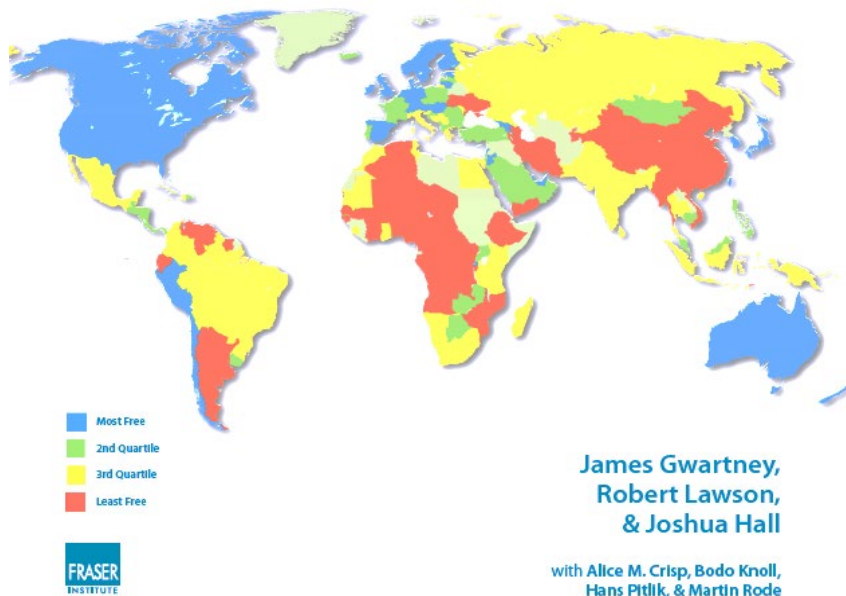 Most Free
2nd Quartile
3rd Quartile
Least Free
James Gwartney,
Robert Lawson,
& Joshua Hall
FRASER
INSTITUTE
with Alice M. Crisp, Bodo Knoll,
Hans Pitlik, & Martin Rode